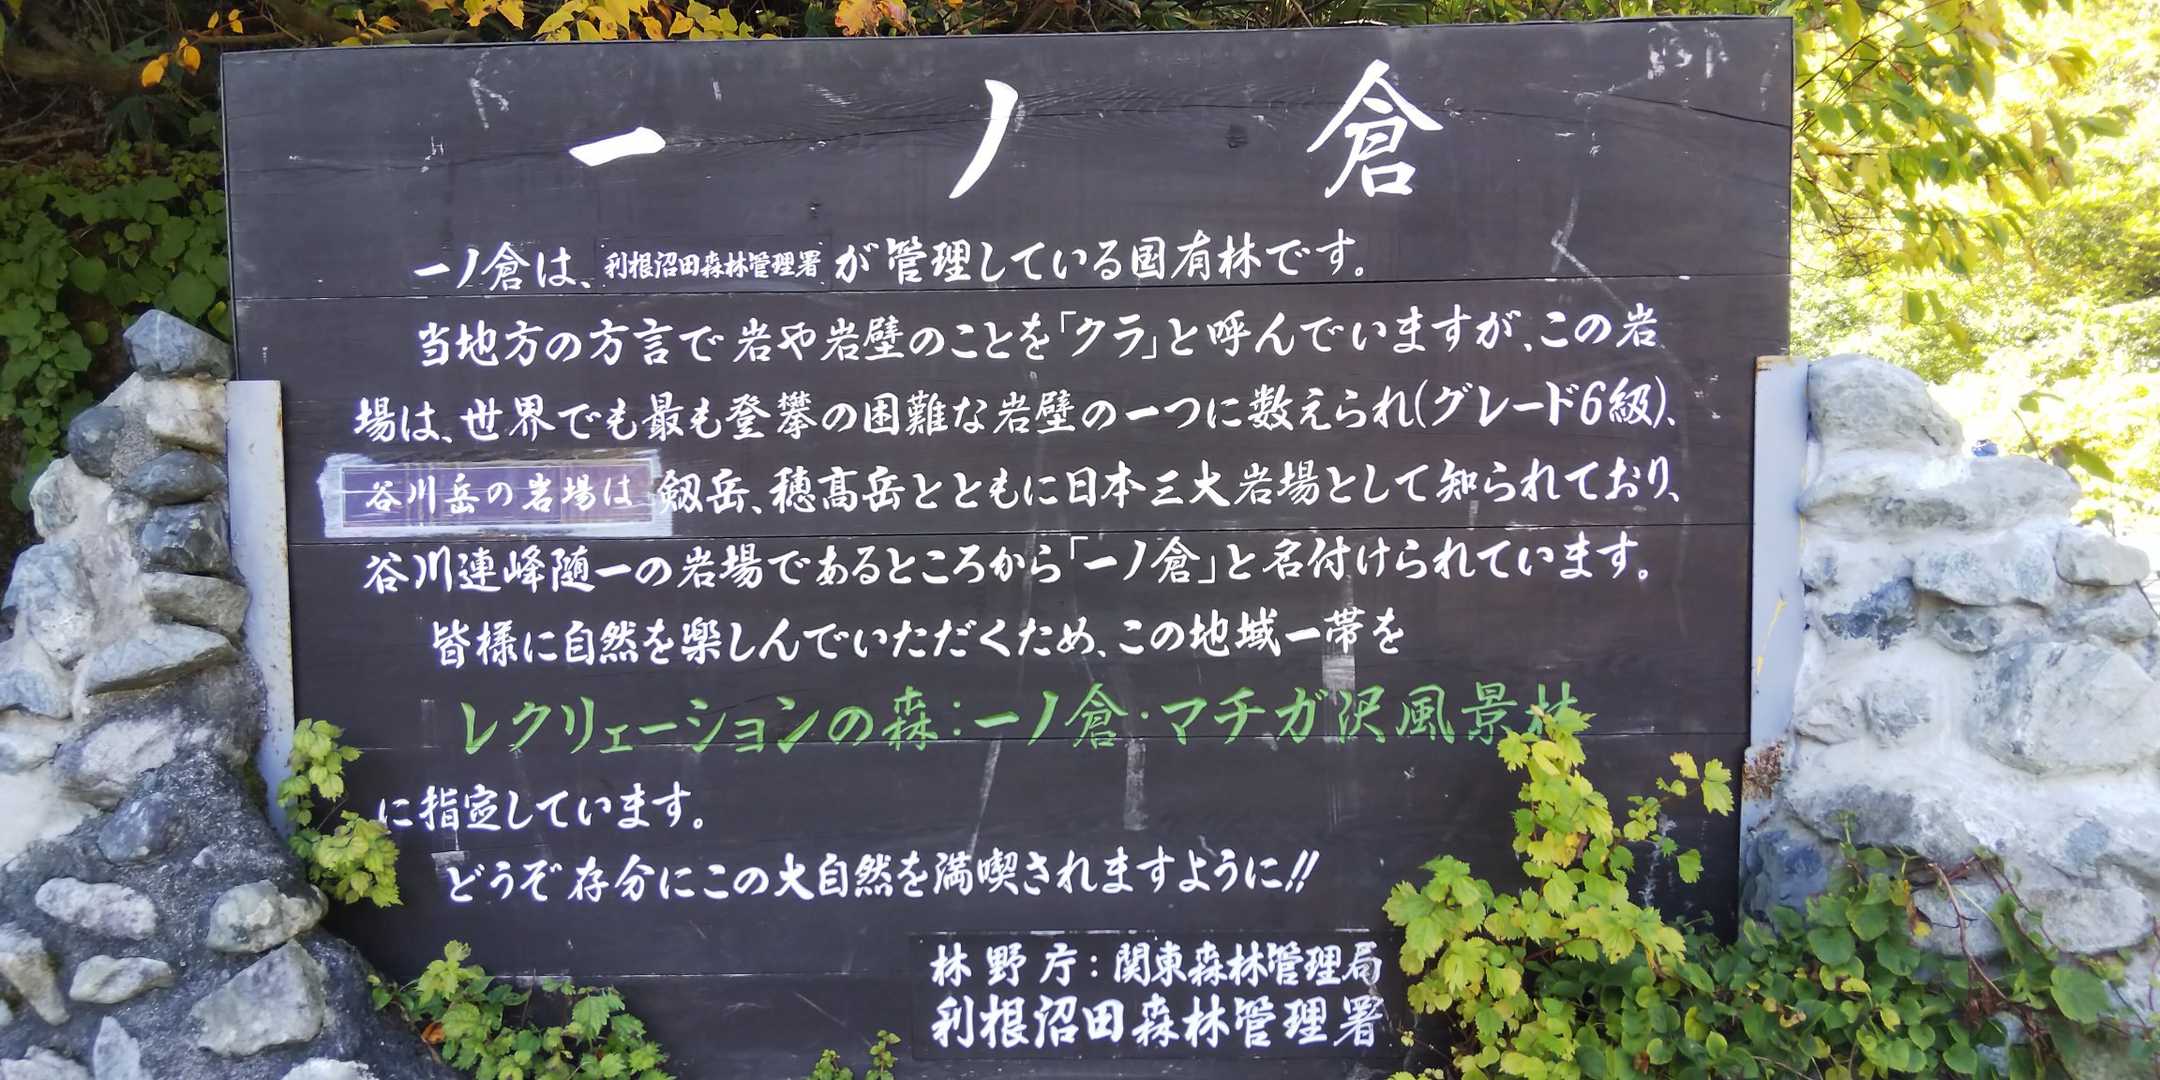 一ノ倉
一ノ倉は、利根沼田森林管理署が管理している国有林です。
当地方の方言で岩や岩壁のことを「クラ」と呼んでいますが、この岩
場は、世界でも最も登攀の困難な岩壁の一つに数えられ(グレード6級)、
谷川岳の岩場は剱岳、穂高岳とともに日本三大岩場として知られており、
谷川連峰随一の岩場であるところから「一ノ倉」と名付けられています。
皆様に自然を楽しんでいただくため、この地域一帯を
レクリェーションの森:一ノ倉·マチガ沢風景林
に指定しています。
どうぞ存分にこの大自然を満喫されますように!!
林野庁:関東森林管理局
利根沼田森林管理署